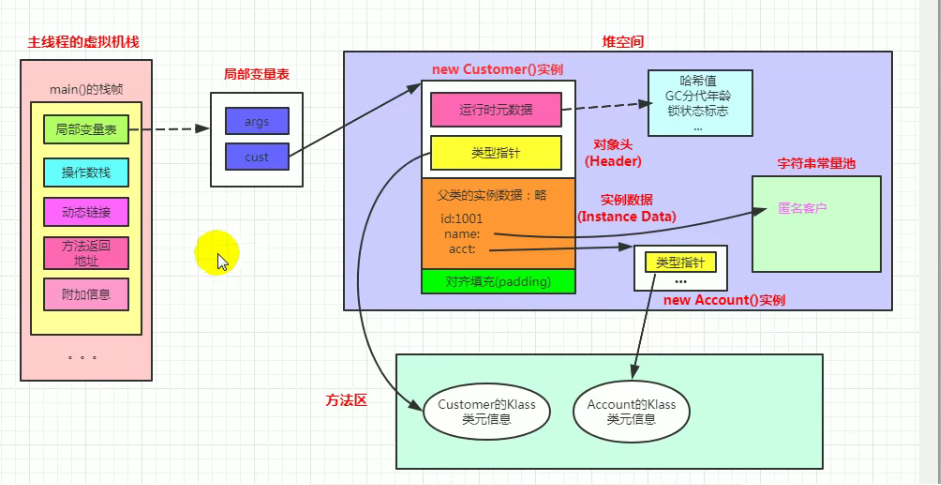 主线程的虚拟机栈
main()的栈帧
局部变量表
操作数栈
动态链接
方法返回
地址
附加信息
。。。
局部变量表
args
cust
堆空间
new Customer()实例
运行时元数据
类型指针
对象头
(Header)
哈希值
GC分代年龄
锁状态标志
...
父类的实例数据：略
id:1001
name:
acct:
对齐填充(padding)
实例数据
(Instance Data)
字符串常量池
匿名客户
类型指针
...
new Account()实例
方法区
Customer的Klass
类元信息
Account的Klass
类元信息